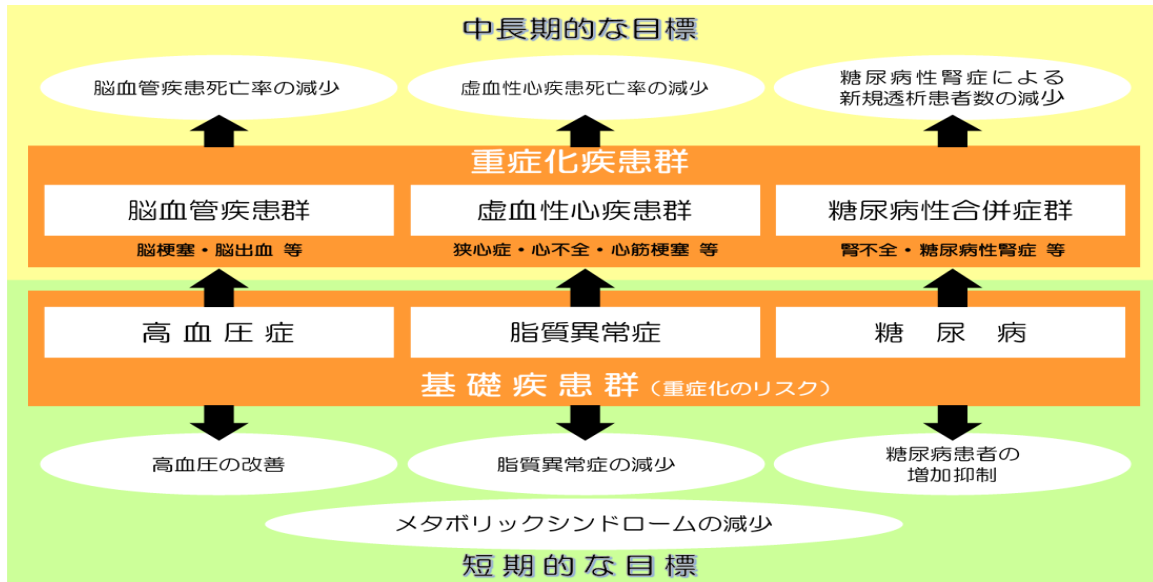 中長期的な目標
脳血管疾患死亡率の減少
虚血性心疾患死亡率の減少
糖尿病性腎症による
新規透析患者数の減少
重症化疾患群
脳血管疾患群
虚血性心疾患群
糖尿病性合併症群
脳梗塞・脳出血 等
狭心症・心不全・心筋梗塞 等
腎不全・糖尿病性腎症 等
高血圧症
脂質異常症
糖尿病
基礎疾患群（重症化のリスク）
高血圧の改善
脂質異常症の減少
糖尿病患者の
増加抑制
メタボリックシンドロームの減少
短期的な目標